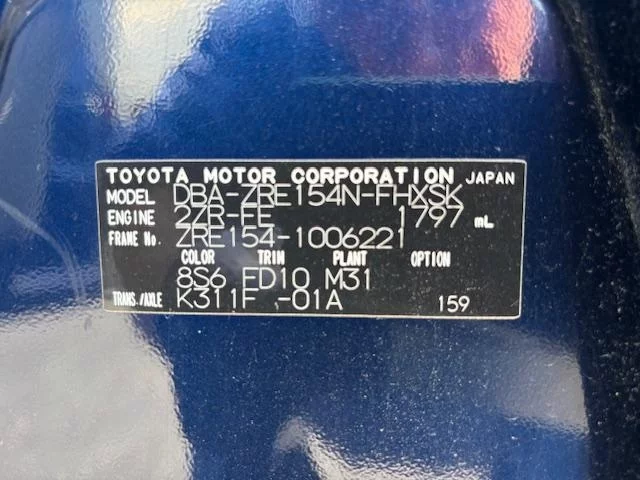 TOYOTA MOTOR CORPORATION JAPAN
MODEL DBA-ZRE154N-FHXSK
ENGINE 2ZR-FE 1797 mL
FRAME No. ZRE154-1006221
COLOR TRIM PLANT OPTION
8S6 FD10 M31
TRANS./AXLE K311F -01A 159